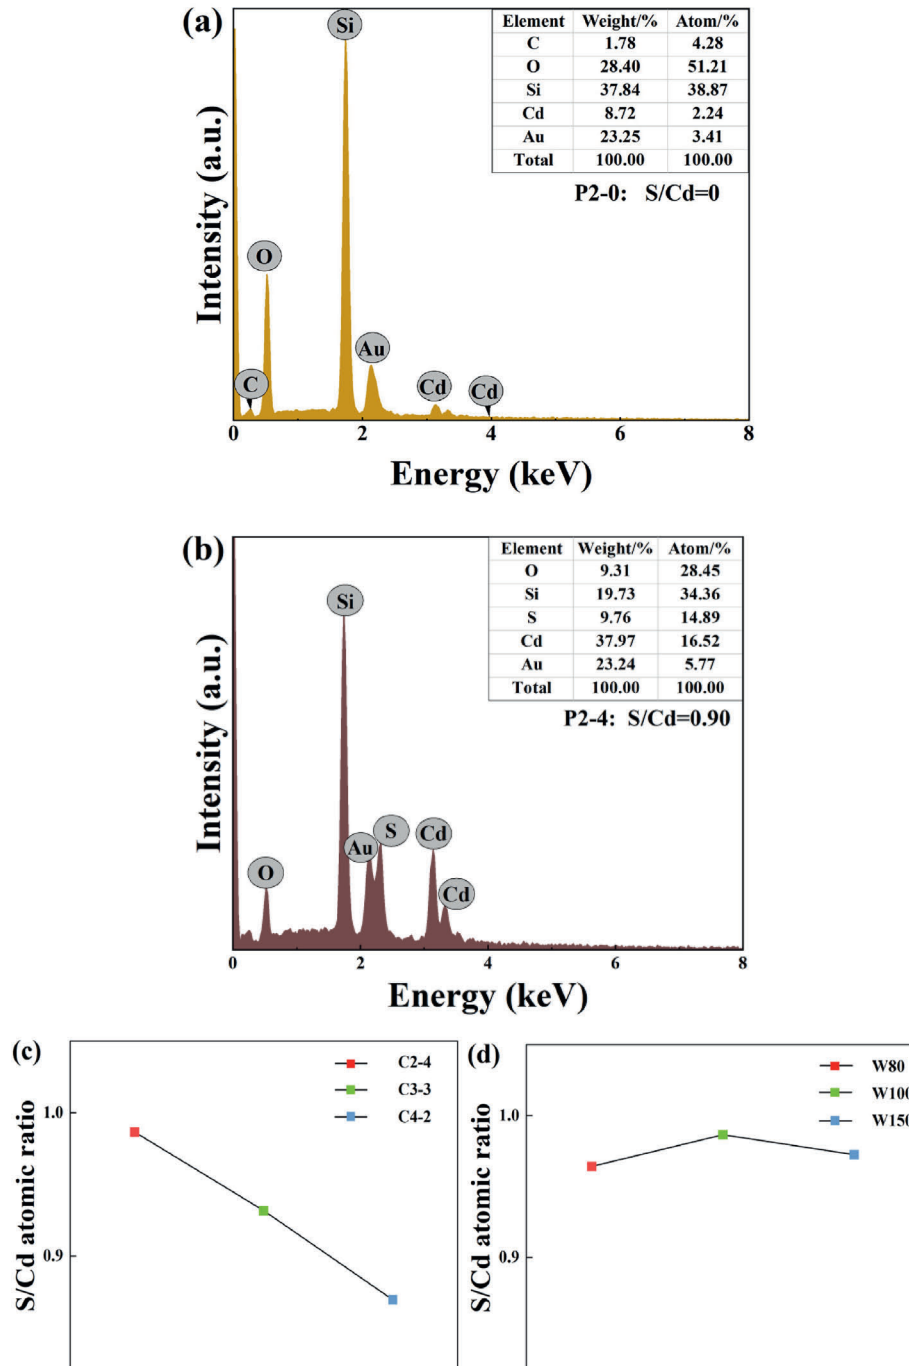 (a)
Intensity (a.u.)
C
O
Si
Au
Cd
Cd
Element Weight/% Atom/%
C 1.78 4.28
O 28.40 51.21
Si 37.84 38.87
Cd 8.72 2.24
Au 23.25 3.41
Total 100.00 100.00
P2-0: S/Cd=0
0 2 4 6 8
Energy (keV)
(b)
Intensity (a.u.)
O
Si
Au
S
Cd
Cd
Element Weight/% Atom/%
O 9.31 28.45
Si 19.73 34.36
S 9.76 14.89
Cd 37.97 16.52
Au 23.24 5.77
Total 100.00 100.00
P2-4: S/Cd=0.90
0 2 4 6 8
Energy (keV)
(c)
S/Cd atomic ratio
1.0
0.9
C2-4
C3-3
C4-2
(d)
S/Cd atomic ratio
1.0
0.9
W80
W100
W150